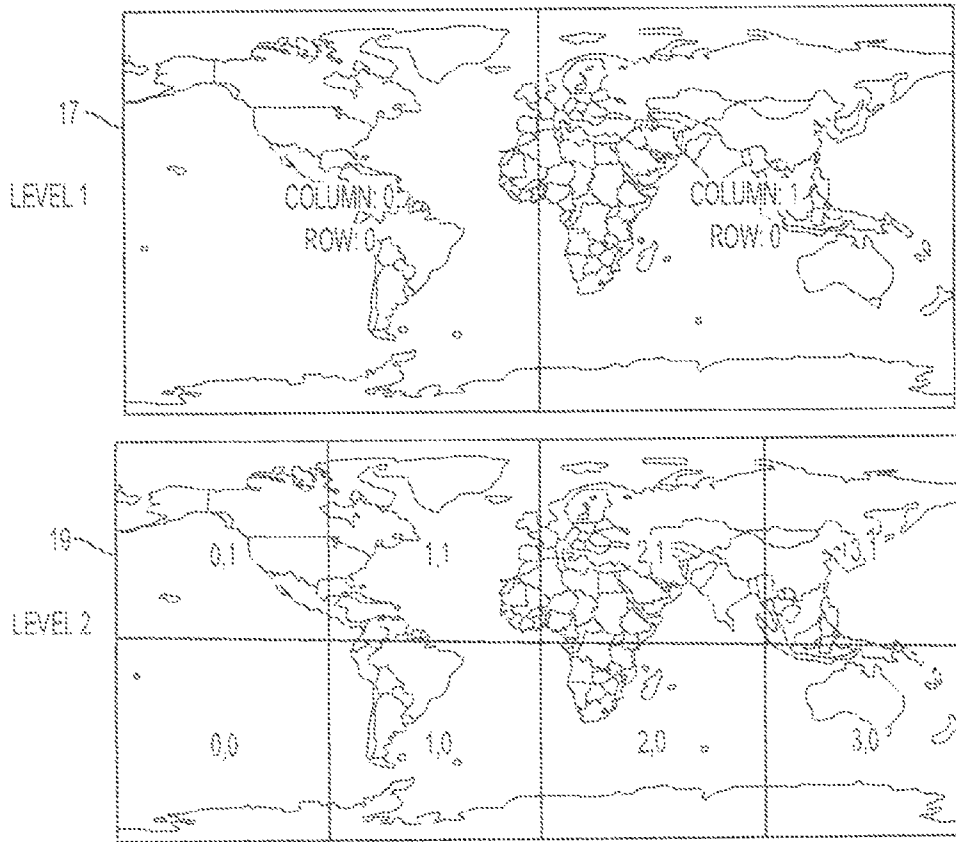 17
LEVEL 1
COLUMN: 0
ROW: 0
COLUMN: 1
ROW: 0
19
LEVEL 2
0,1
1,1
2,1
3,1
0,0
1,0
2,0
3,0